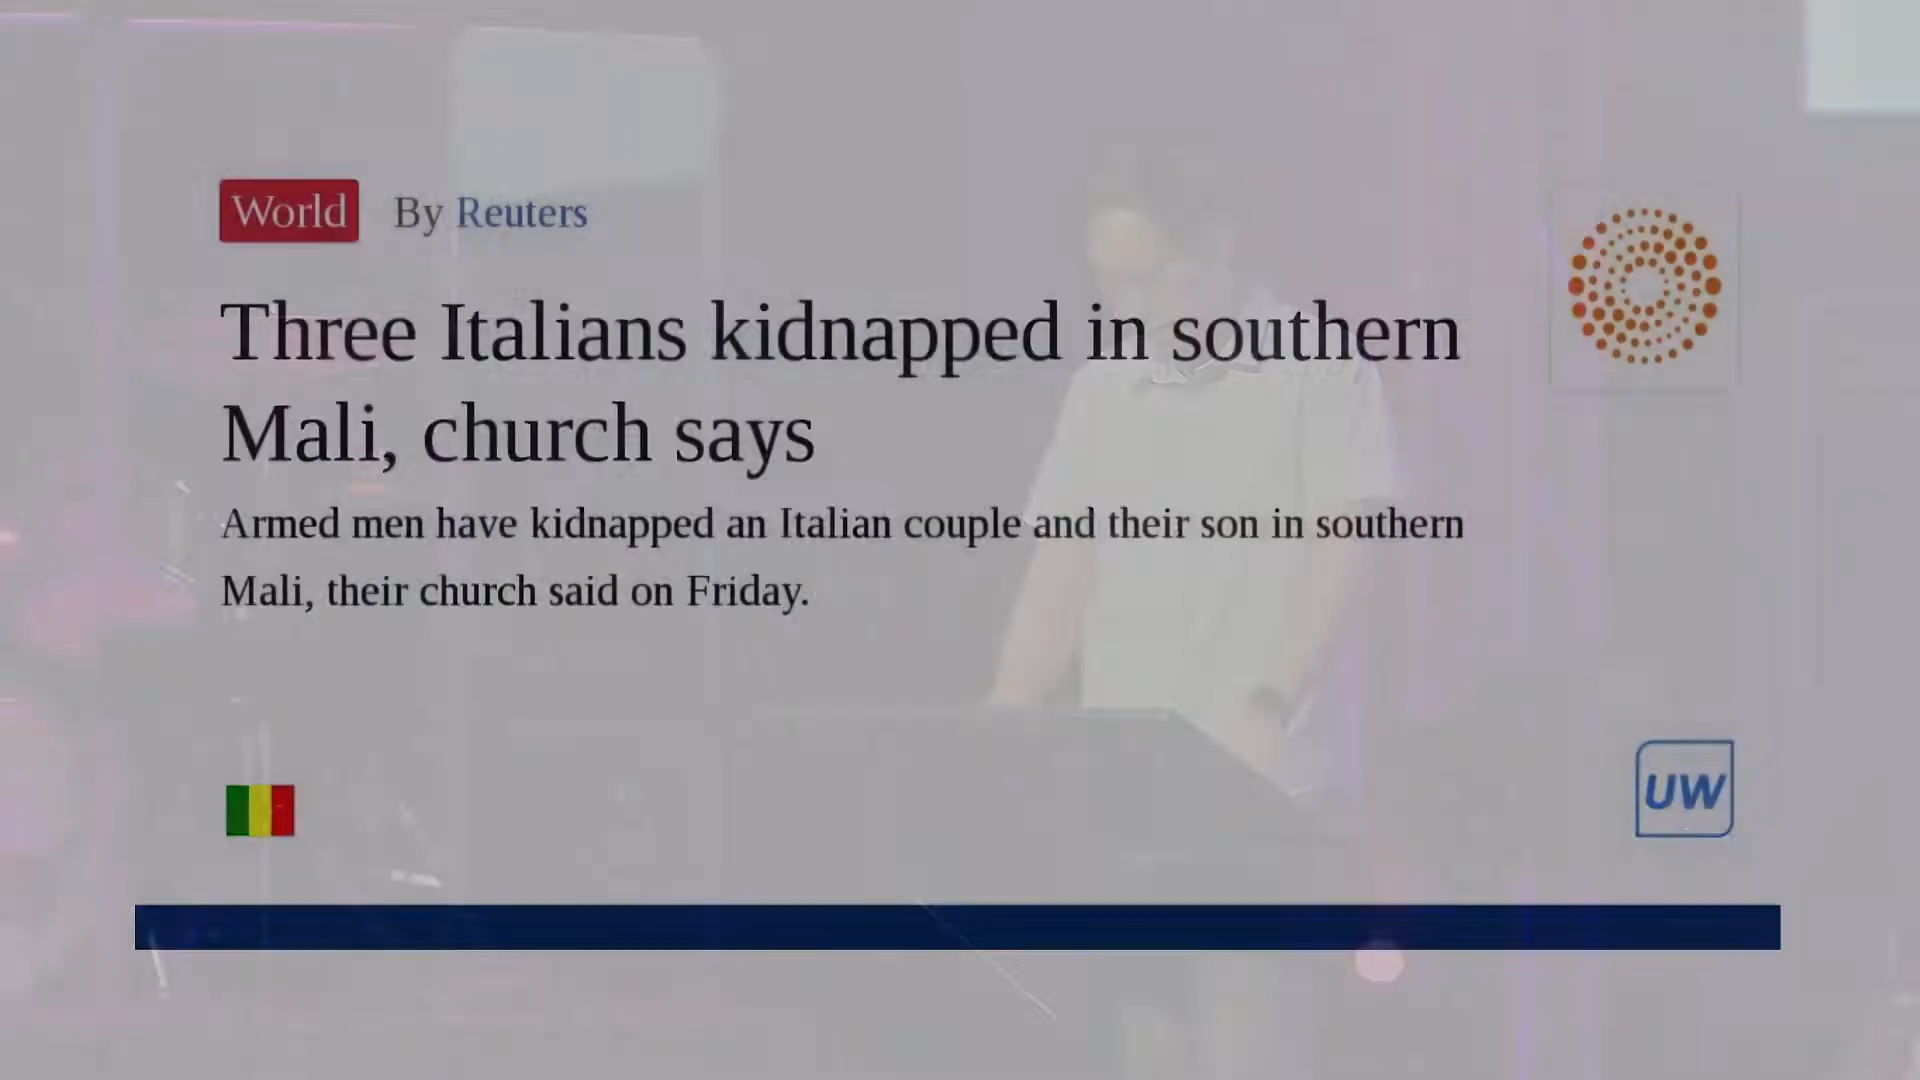 World By Reuters
Three Italians kidnapped in southern
Mali, church says
Armed men have kidnapped an Italian couple and their son in southern
Mali, their church said on Friday.
UW